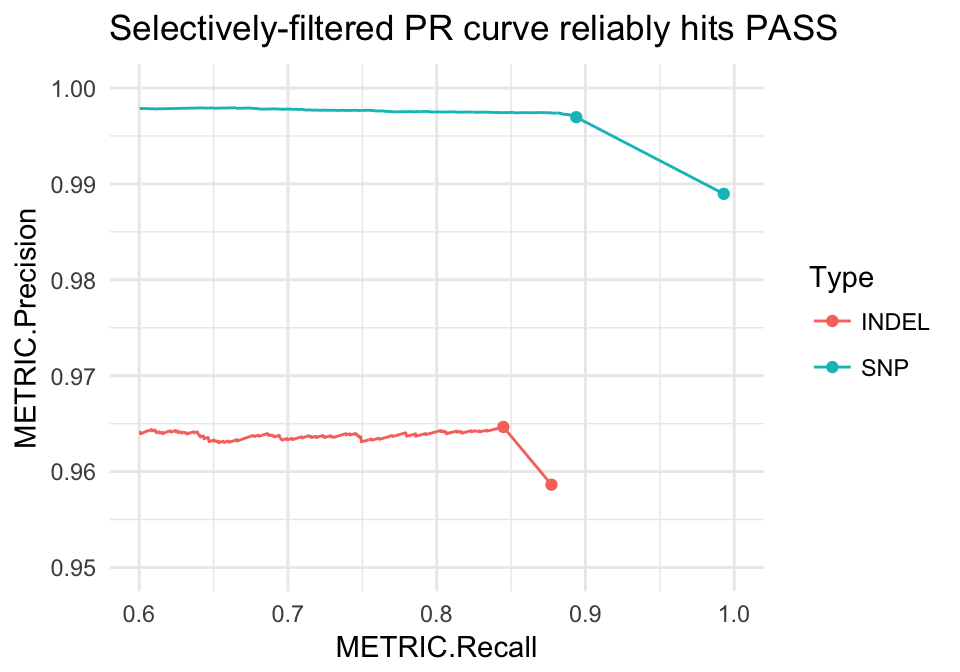 Selectively-filtered PR curve reliably hits PASS
METRIC.Precision
1.00
0.99
0.98
0.97
0.96
0.95
0.6 0.7 0.8 0.9 1.0
METRIC.Recall
Type
INDEL
SNP